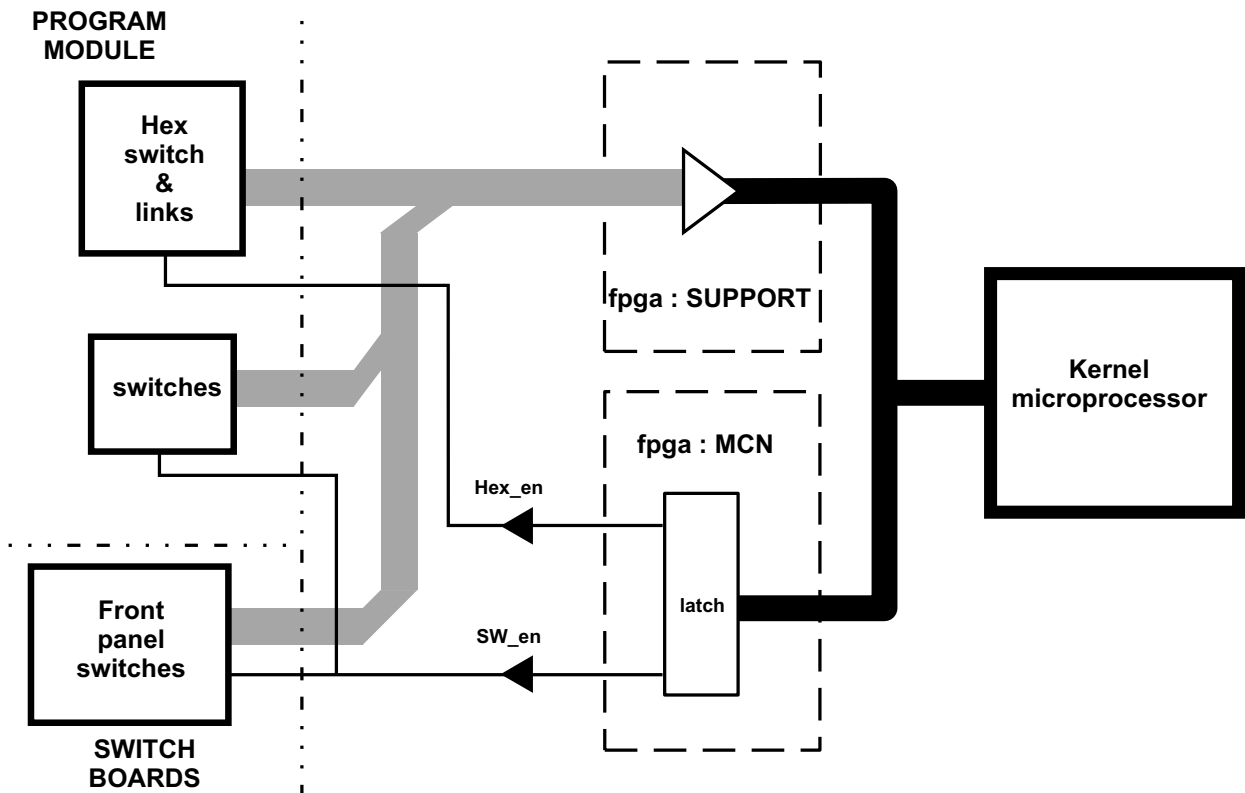 PROGRAM
MODULE
Hex
switch
&
links
fpga : SUPPORT
switches
Kernel
microprocessor
fpga : MCN
Hex_en
latch
Front
panel
switches
SW_en
SWITCH
BOARDS